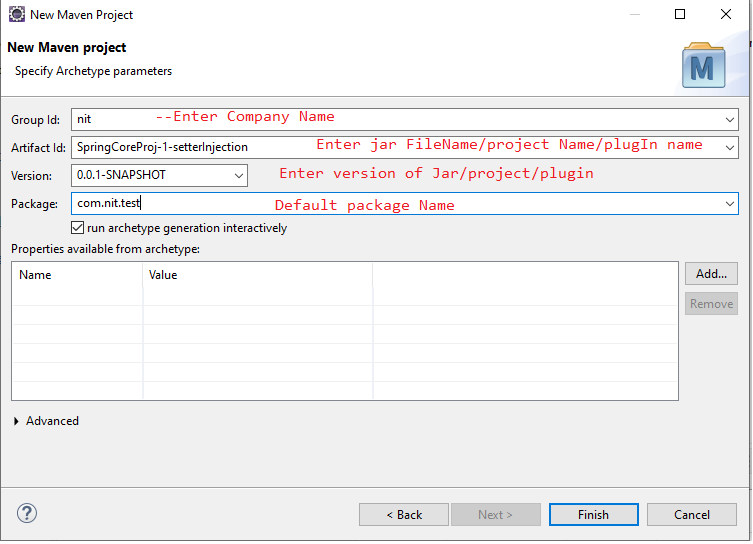 New Maven Project
New Maven project
Specify Archetype parameters
M
Group Id: nit --Enter Company Name
Artifact Id: SpringCoreProj-1-setterInjection Enter jar FileName/project Name/plugIn name
Version: 0.0.1-SNAPSHOT Enter version of Jar/project/plugin
Package: com.nit.test Default package Name
run archetype generation interactively
Properties available from archetype:
Name Value
Add...
Remove
Advanced
? < Back Next > Finish Cancel